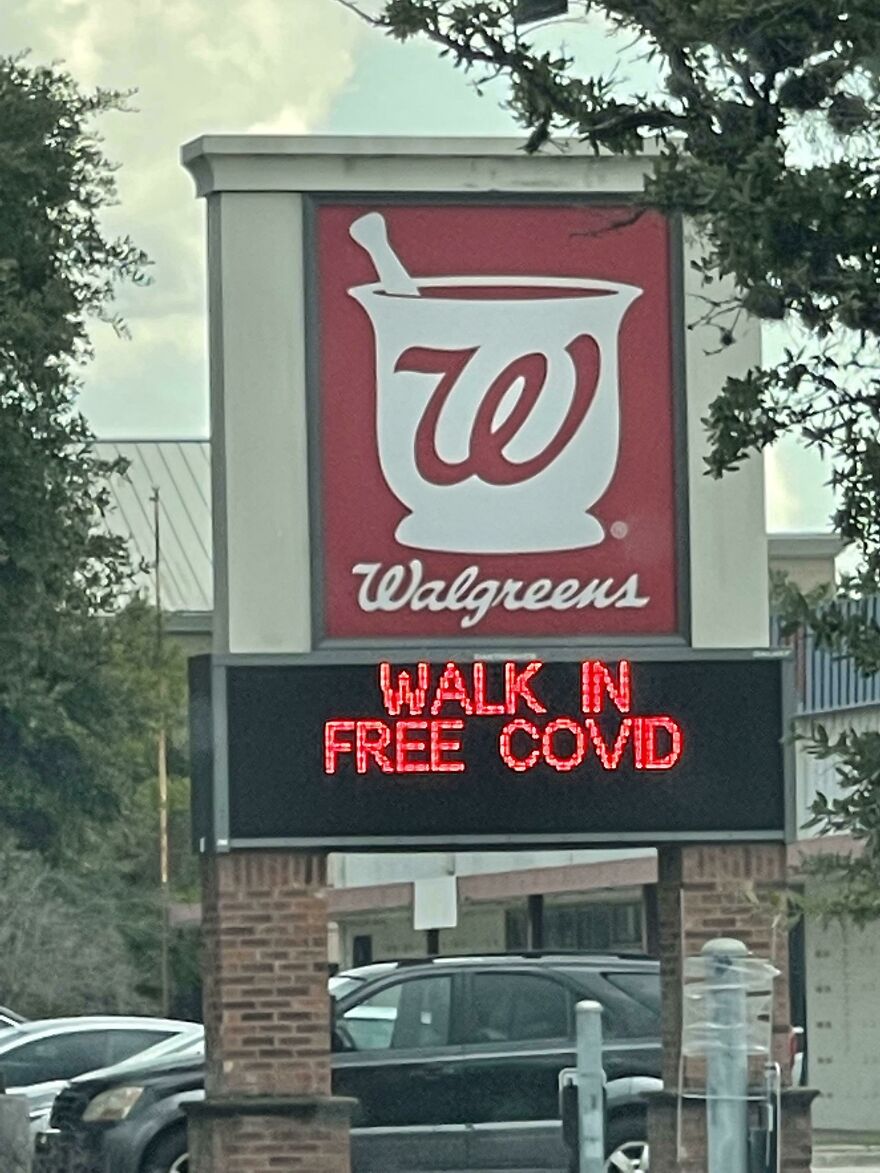 W
Walgreens
WALK IN
FREE COVID